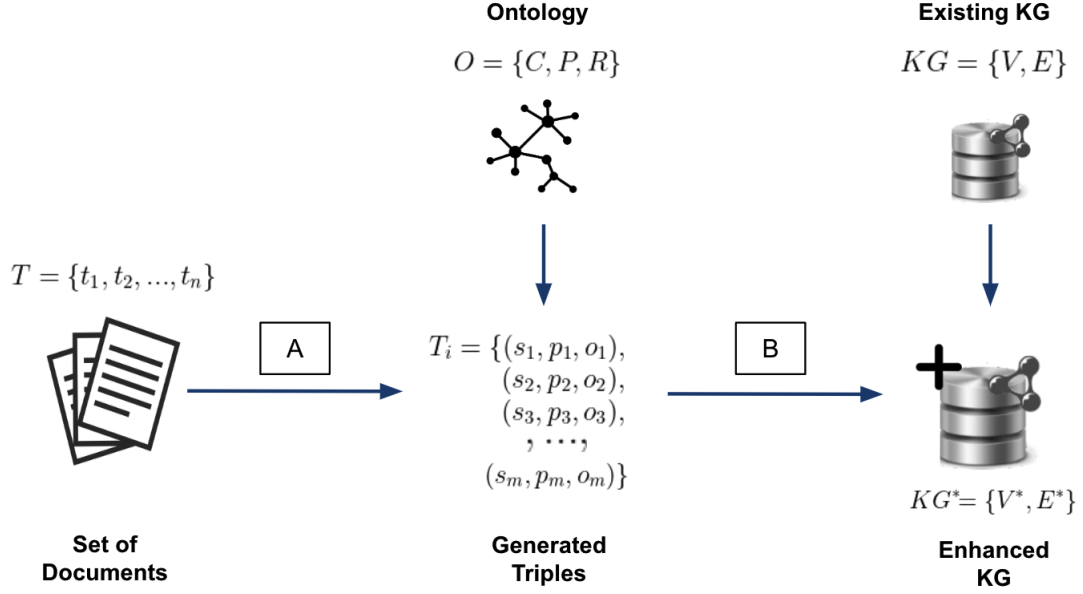 Ontology
O = {C, P, R}
Existing KG
KG = {V, E}
T = {t₁, t₂, ..., tₙ}
A
Tᵢ = {(s₁, p₁, o₁),
(s₂, p₂, o₂),
(s₃, p₃, o₃),
, ...,
(sₘ, pₘ, oₘ)}
B
KG*= {V*, E*}
Set of
Documents
Generated
Triples
Enhanced
KG